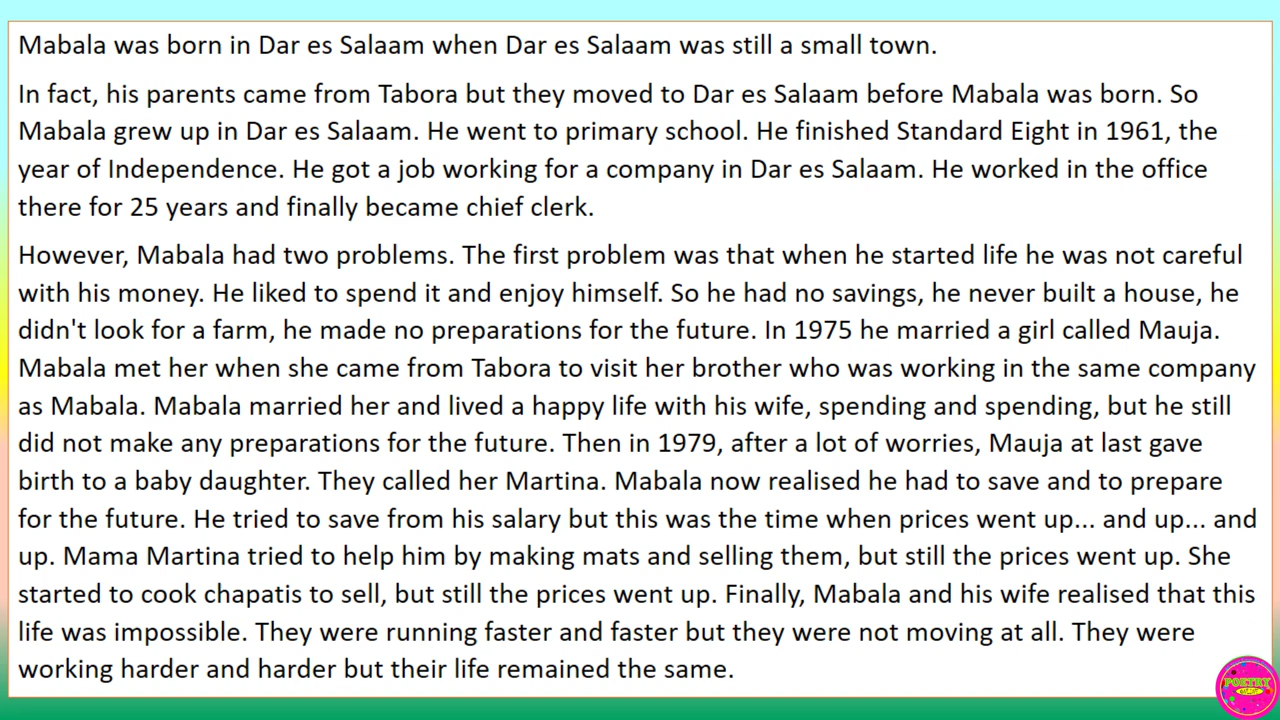 Mabala was born in Dar es Salaam when Dar es Salaam was still a small town.
In fact, his parents came from Tabora but they moved to Dar es Salaam before Mabala was born. So
Mabala grew up in Dar es Salaam. He went to primary school. He finished Standard Eight in 1961, the
year of Independence. He got a job working for a company in Dar es Salaam. He worked in the office
there for 25 years and finally became chief clerk.
However, Mabala had two problems. The first problem was that when he started life he was not careful
with his money. He liked to spend it and enjoy himself. So he had no savings, he never built a house, he
didn't look for a farm, he made no preparations for the future. In 1975 he married a girl called Mauja.
Mabala met her when she came from Tabora to visit her brother who was working in the same company
as Mabala. Mabala married her and lived a happy life with his wife, spending and spending, but he still
did not make any preparations for the future. Then in 1979, after a lot of worries, Mauja at last gave
birth to a baby daughter. They called her Martina. Mabala now realised he had to save and to prepare
for the future. He tried to save from his salary but this was the time when prices went up... and up... and
up. Mama Martina tried to help him by making mats and selling them, but still the prices went up. She
started to cook chapatis to sell, but still the prices went up. Finally, Mabala and his wife realised that this
life was impossible. They were running faster and faster but they were not moving at all. They were
working harder and harder but their life remained the same.
POETRY